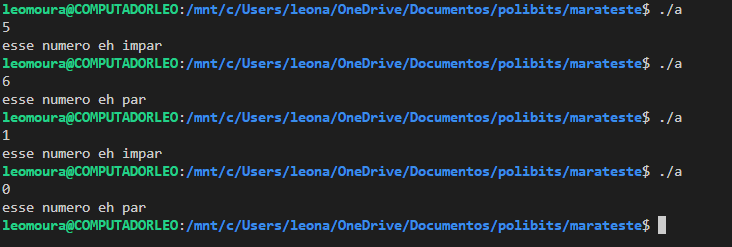 leomoura@COMPUTADORLEO:/mnt/c/Users/leona/OneDrive/Documentos/polibits/marateste$ ./a
5
esse numero eh impar
leomoura@COMPUTADORLEO:/mnt/c/Users/leona/OneDrive/Documentos/polibits/marateste$ ./a
6
esse numero eh par
leomoura@COMPUTADORLEO:/mnt/c/Users/leona/OneDrive/Documentos/polibits/marateste$ ./a
1
esse numero eh impar
leomoura@COMPUTADORLEO:/mnt/c/Users/leona/OneDrive/Documentos/polibits/marateste$ ./a
0
esse numero eh par
leomoura@COMPUTADORLEO:/mnt/c/Users/leona/OneDrive/Documentos/polibits/marateste$